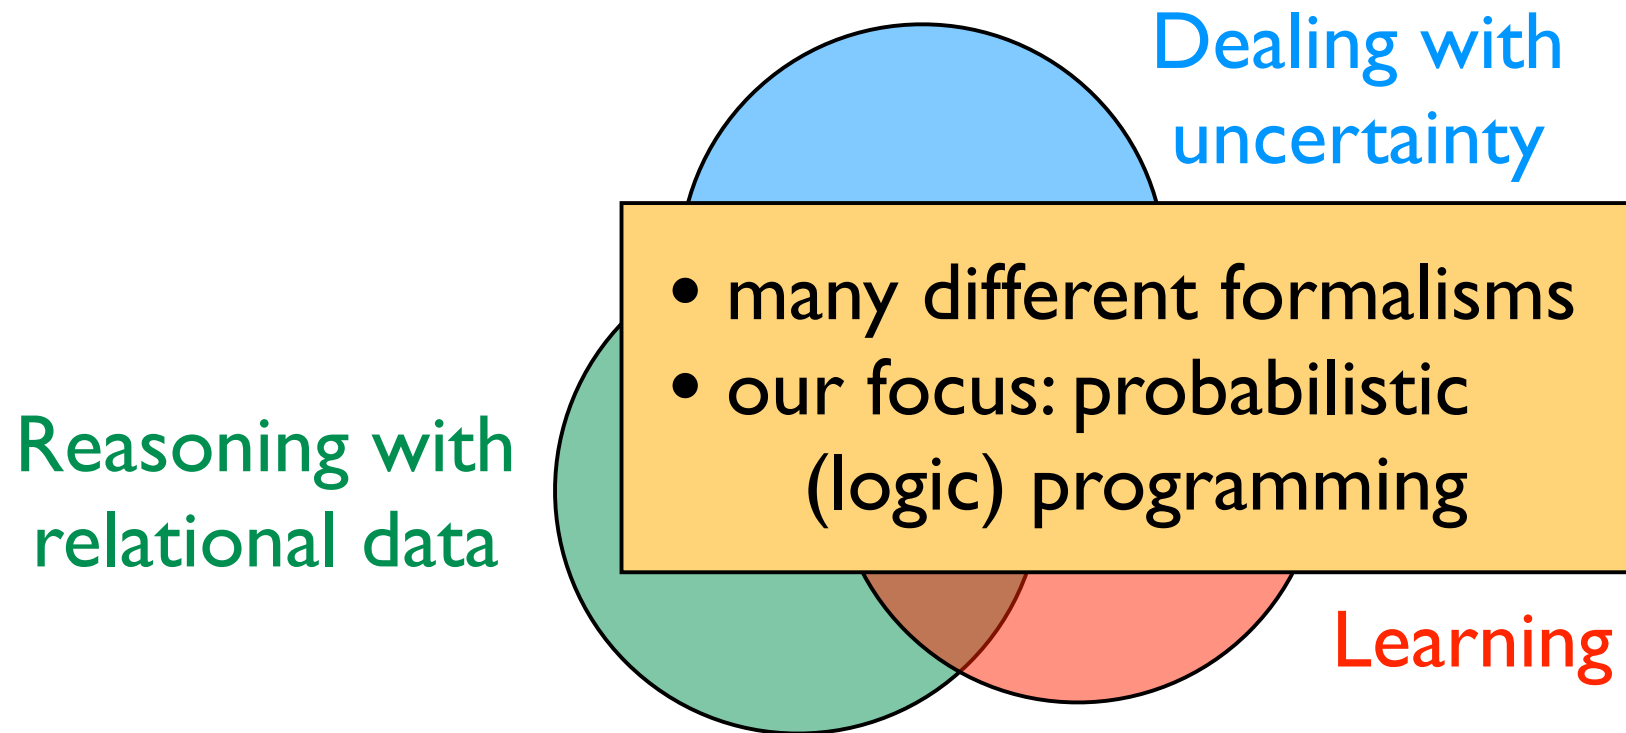 Dealing with
uncertainty
• many different formalisms
• our focus: probabilistic
(logic) programming
Reasoning with
relational data
Learning